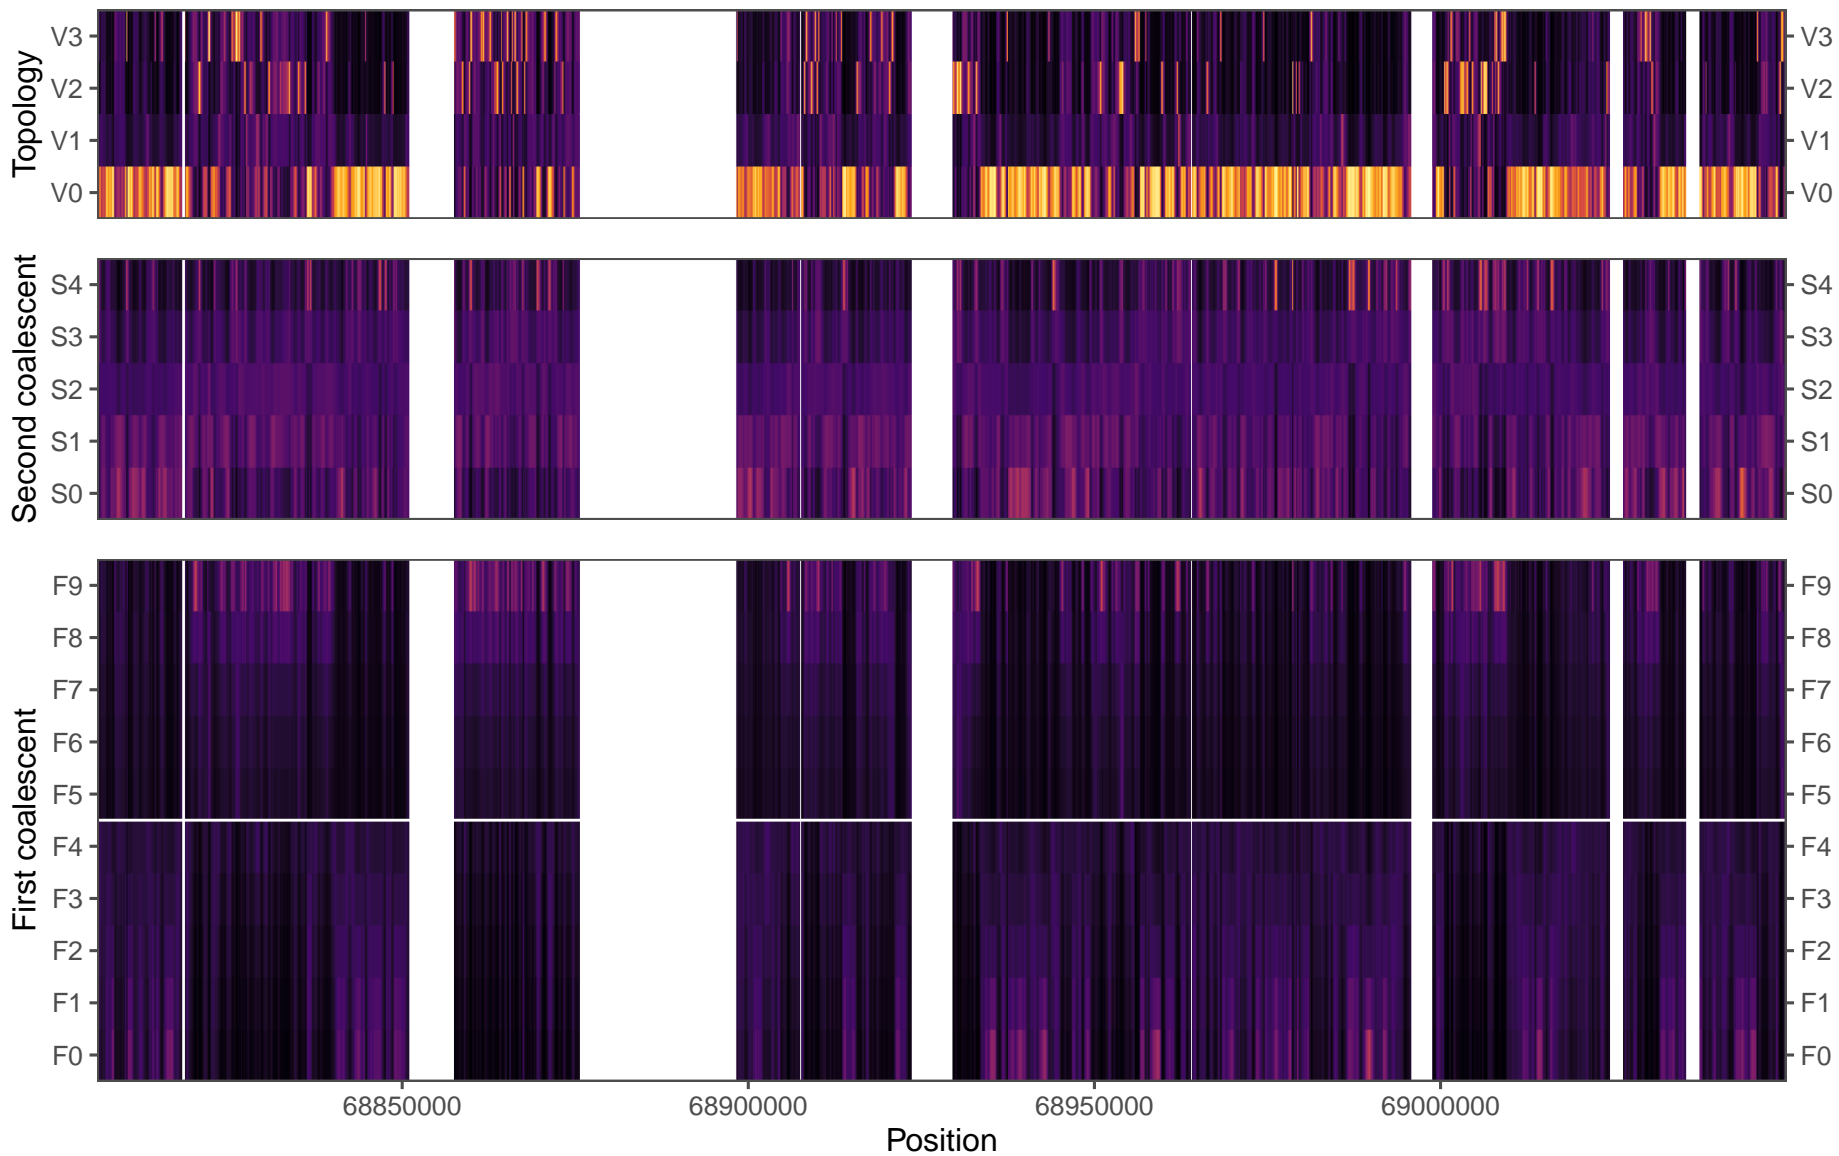 Topology
V3 V3
V2 V2
V1 V1
V0 V0
Second coalescent
S4 S4
S3 S3
S2 S2
S1 S1
S0 S0
First coalescent
F9 F9
F8 F8
F7 F7
F6 F6
F5 F5
F4 F4
F3 F3
F2 F2
F1 F1
F0 F0
68850000 68900000 68950000 69000000
Position